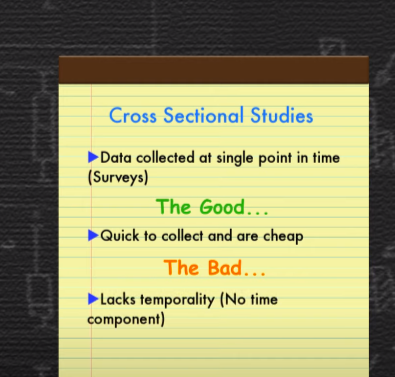 Cross Sectional Studies
▶Data collected at single point in time
(Surveys)
The Good...
▶Quick to collect and are cheap
The Bad...
▶Lacks temporality (No time
component)